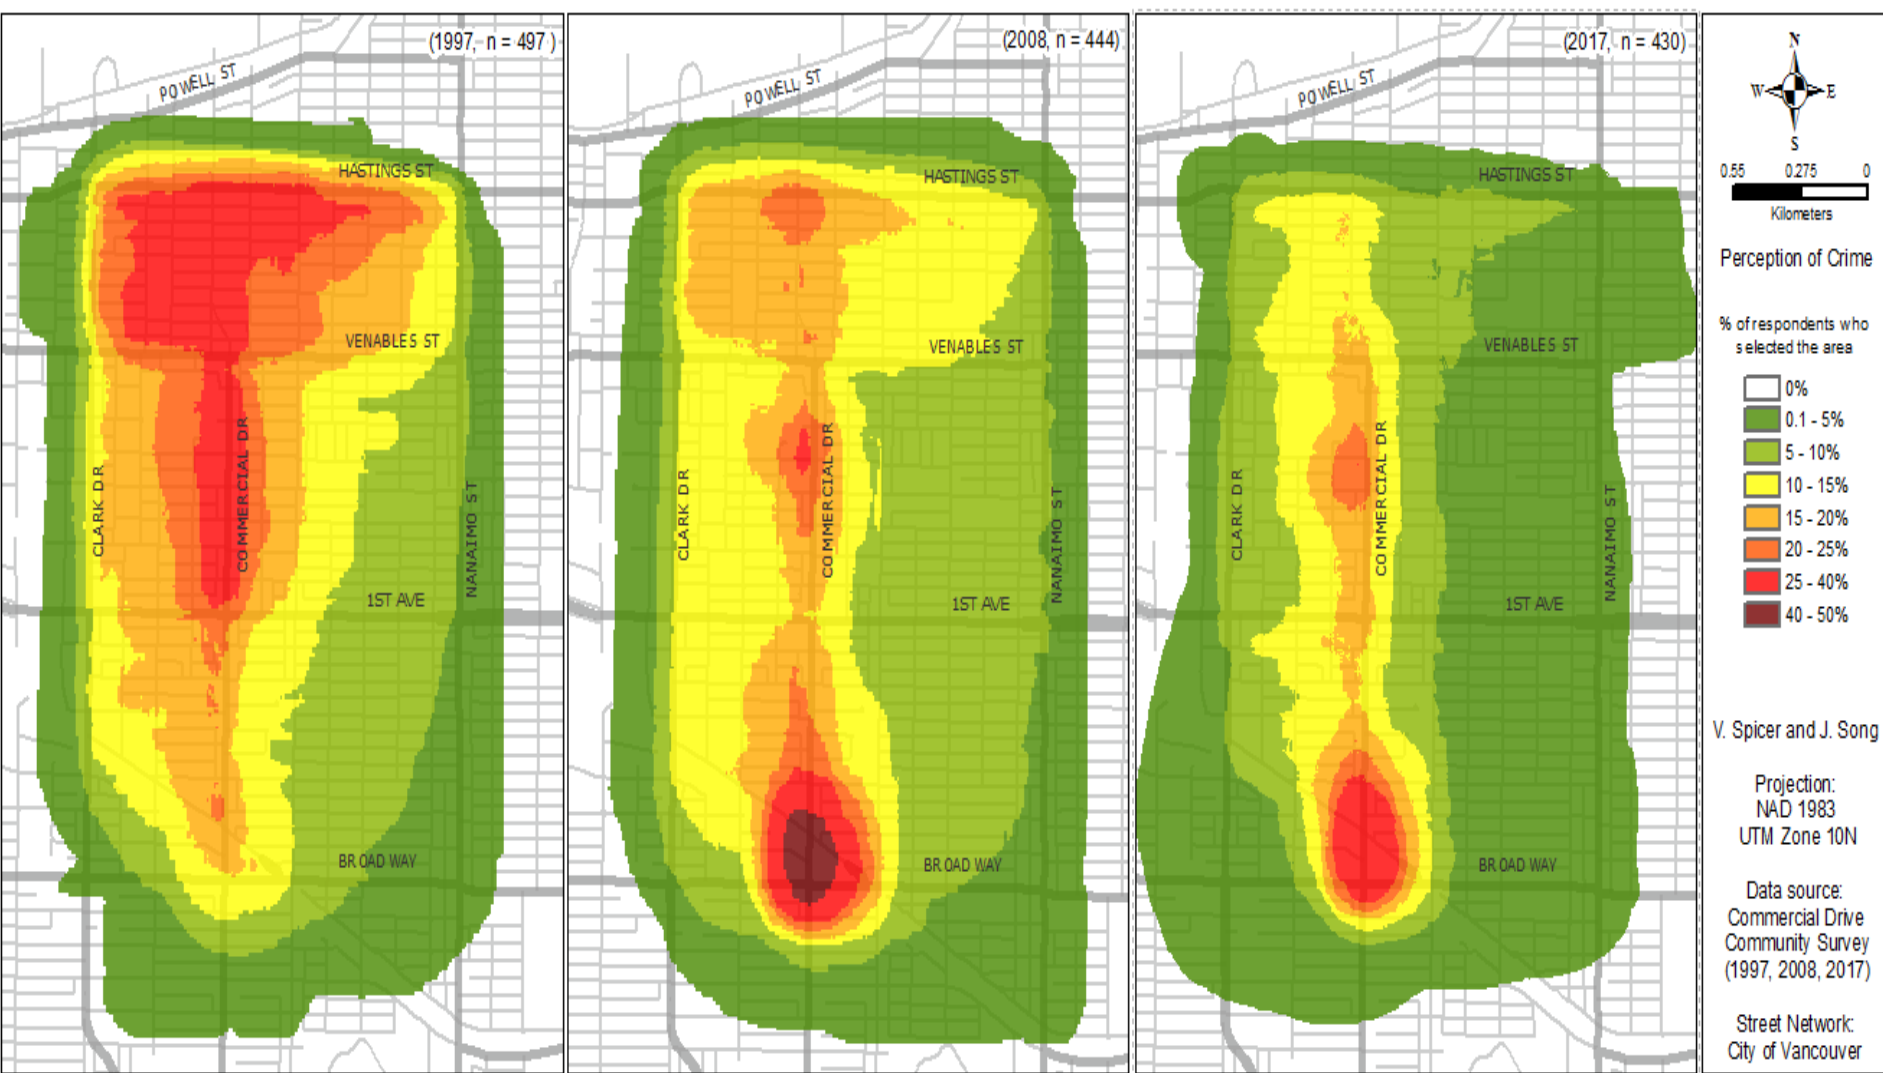 (1997, n = 497 )
POWELL ST
HASTINGS ST
VENABLES ST
CLARK DR
COMMERCIAL DR
NANAIMO ST
1ST AVE
BROADWAY
(2008, n = 444)
POWELL ST
HASTINGS ST
VENABLES ST
CLARK DR
COMMERCIAL DR
NANAIMO ST
1ST AVE
BROADWAY
(2017, n = 430)
POWELL ST
HASTINGS ST
VENABLES ST
CLARK DR
COMMERCIAL DR
NANAIMO ST
1ST AVE
BROADWAY
N
W E
S
0.55 0.275 0
Kilometers
Perception of Crime
% of respondents who
selected the area
0%
0.1 - 5%
5 - 10%
10 - 15%
15 - 20%
20 - 25%
25 - 40%
40 - 50%
V. Spicer and J. Song
Projection:
NAD 1983
UTM Zone 10N
Data source:
Commercial Drive
Community Survey
(1997, 2008, 2017)
Street Network:
City of Vancouver